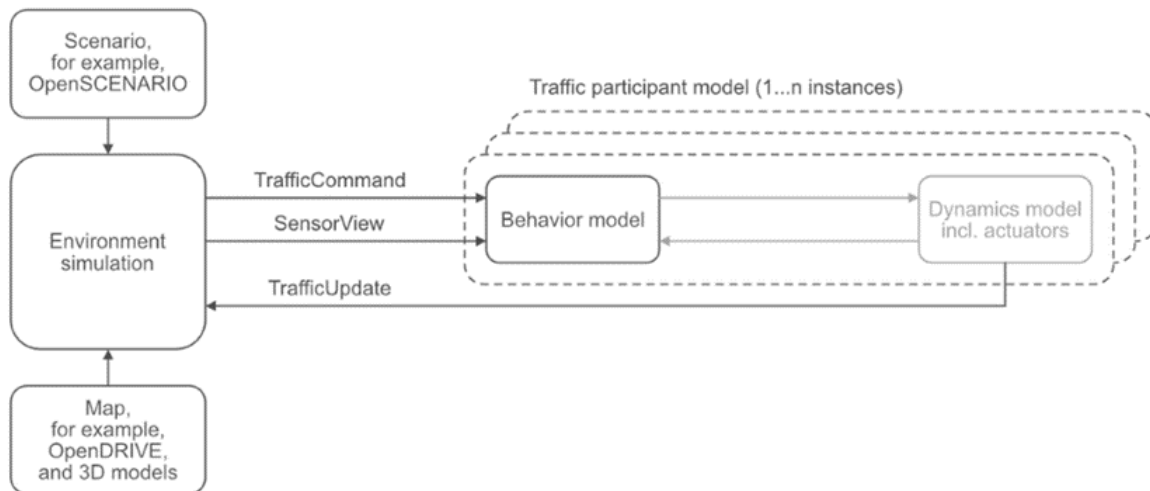 Scenario,
for example,
OpenSCENARIO
Traffic participant model (1...n instances)
TrafficCommand
SensorView
TrafficUpdate
Environment
simulation
Behavior model
Dynamics model
incl. actuators
Map,
for example,
OpenDRIVE,
and 3D models